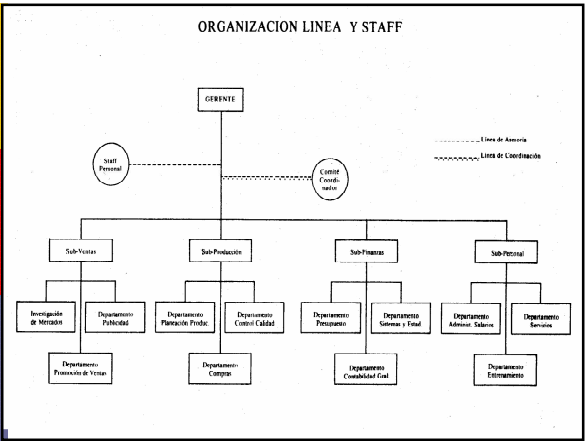 ORGANIZACION LINEA Y STAFF
GERENTE
Linea de Asesoria
Linea de Coordinación
Staff
Personal
Comité
Coordi-
nador
Sub-Ventas
Sub-Producción
Sub-Finanzas
Sub-Personal
Investigación
de Mercados
Departamento
Publicidad
Departamento
Planeación Produc.
Departamento
Control Calidad
Departamento
Presupuesto
Departamento
Sistemas y Estad.
Departamento
Administ. Salarios
Departamento
Servicios
Departamento
Promoción de Ventas
Departamento
Compras
Departamento
Contabilidad Gral
Departamento
Entrenamiento